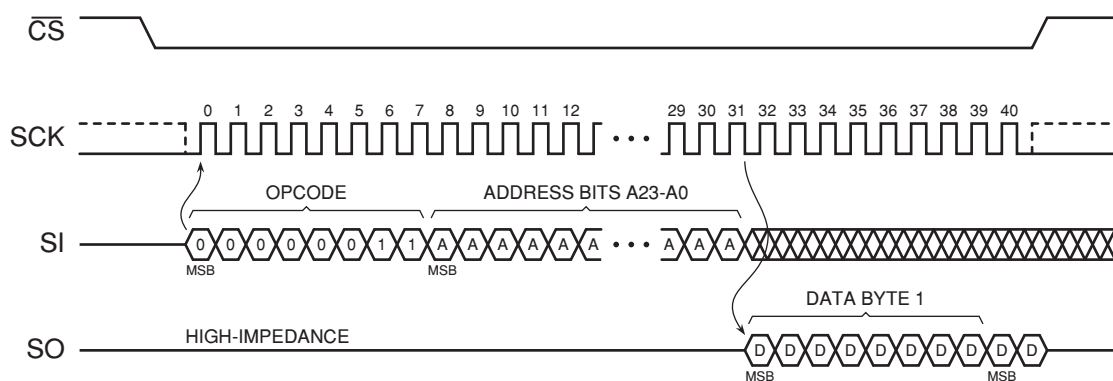 CS
0 1 2 3 4 5 6 7 8 9 10 11 12 29 30 31 32 33 34 35 36 37 38 39 40
SCK
OPCODE ADDRESS BITS A23-A0
SI 0 0 0 0 0 0 1 1 A A A A A A A A A
MSB MSB
DATA BYTE 1
HIGH-IMPEDANCE
SO D D D D D D D D D D
MSB MSB